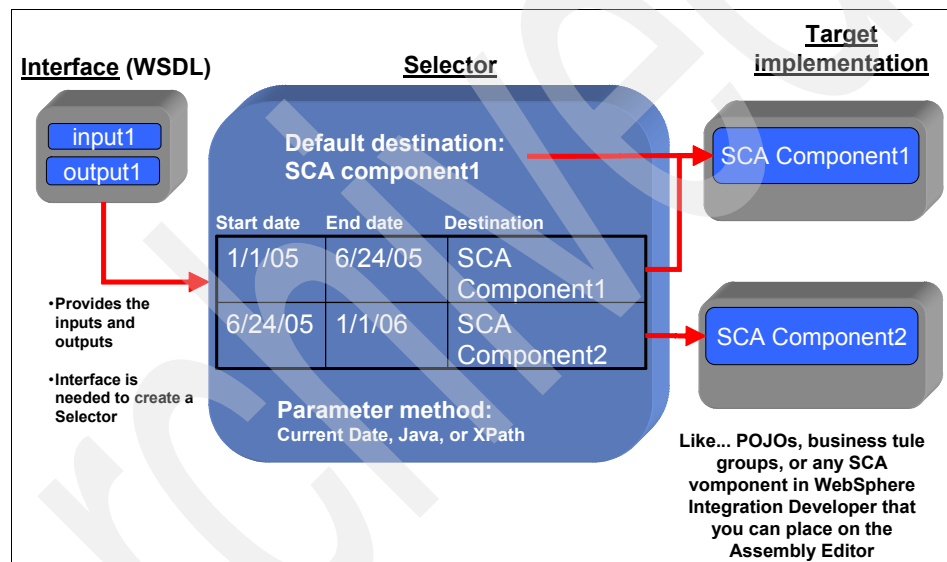 Interface (WSDL)
input1
output1
•Provides the
inputs and
outputs
•Interface is
needed to create a
Selector
Selector
Default destination:
SCA component1
Start date End date Destination
1/1/05 6/24/05 SCA
Component1
6/24/05 1/1/06 SCA
Component2
Parameter method:
Current Date, Java, or XPath
Target
implementation
SCA Component1
SCA Component2
Like... POJOs, business tule
groups, or any SCA
vomponent in WebSphere
Integration Developer that
you can place on the
Assembly Editor